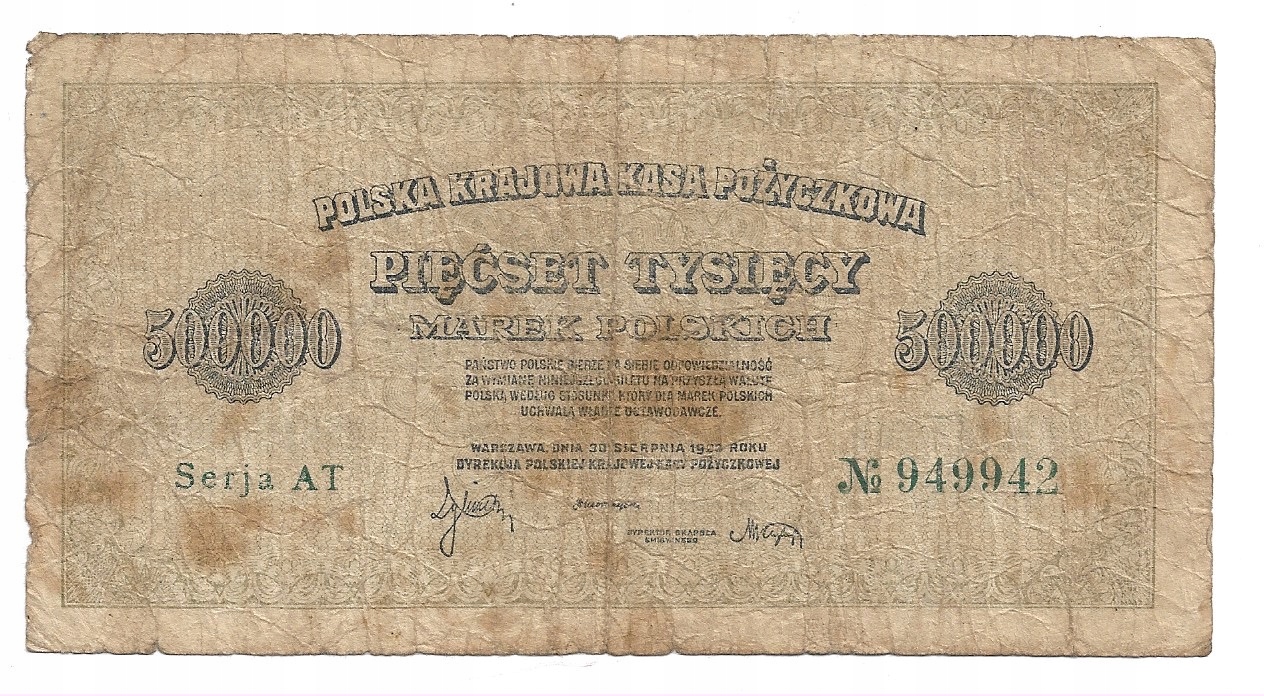 POLSKA KRAJOWA KASA POŻYCZKOWA
PIĘĆSET TYSIĘCY
500000 MAREK POLSKICH 500000
PAŃSTWO POLSKIE BIERZE NA SIEBIE ODPOWIEDZIALNOŚĆ
ZA WYMIANĘ NINIEJSZEGO BILETU NA PRZYSZŁĄ WALUTĘ
POLSKĄ WEDŁUG STOSUNKU, KTÓRY DLA MAREK POLSKICH
UCHWALĄ WŁADZE USTAWODAWCZE.
WARSZAWA, DNIA 30 SIERPNIA 1923 ROKU
DYREKCJA POLSKIEJ KRAJOWEJ KASY POŻYCZKOWEJ
Serja AT № 949942
DYREKTOR SKARBCA
EMISYJNEGO